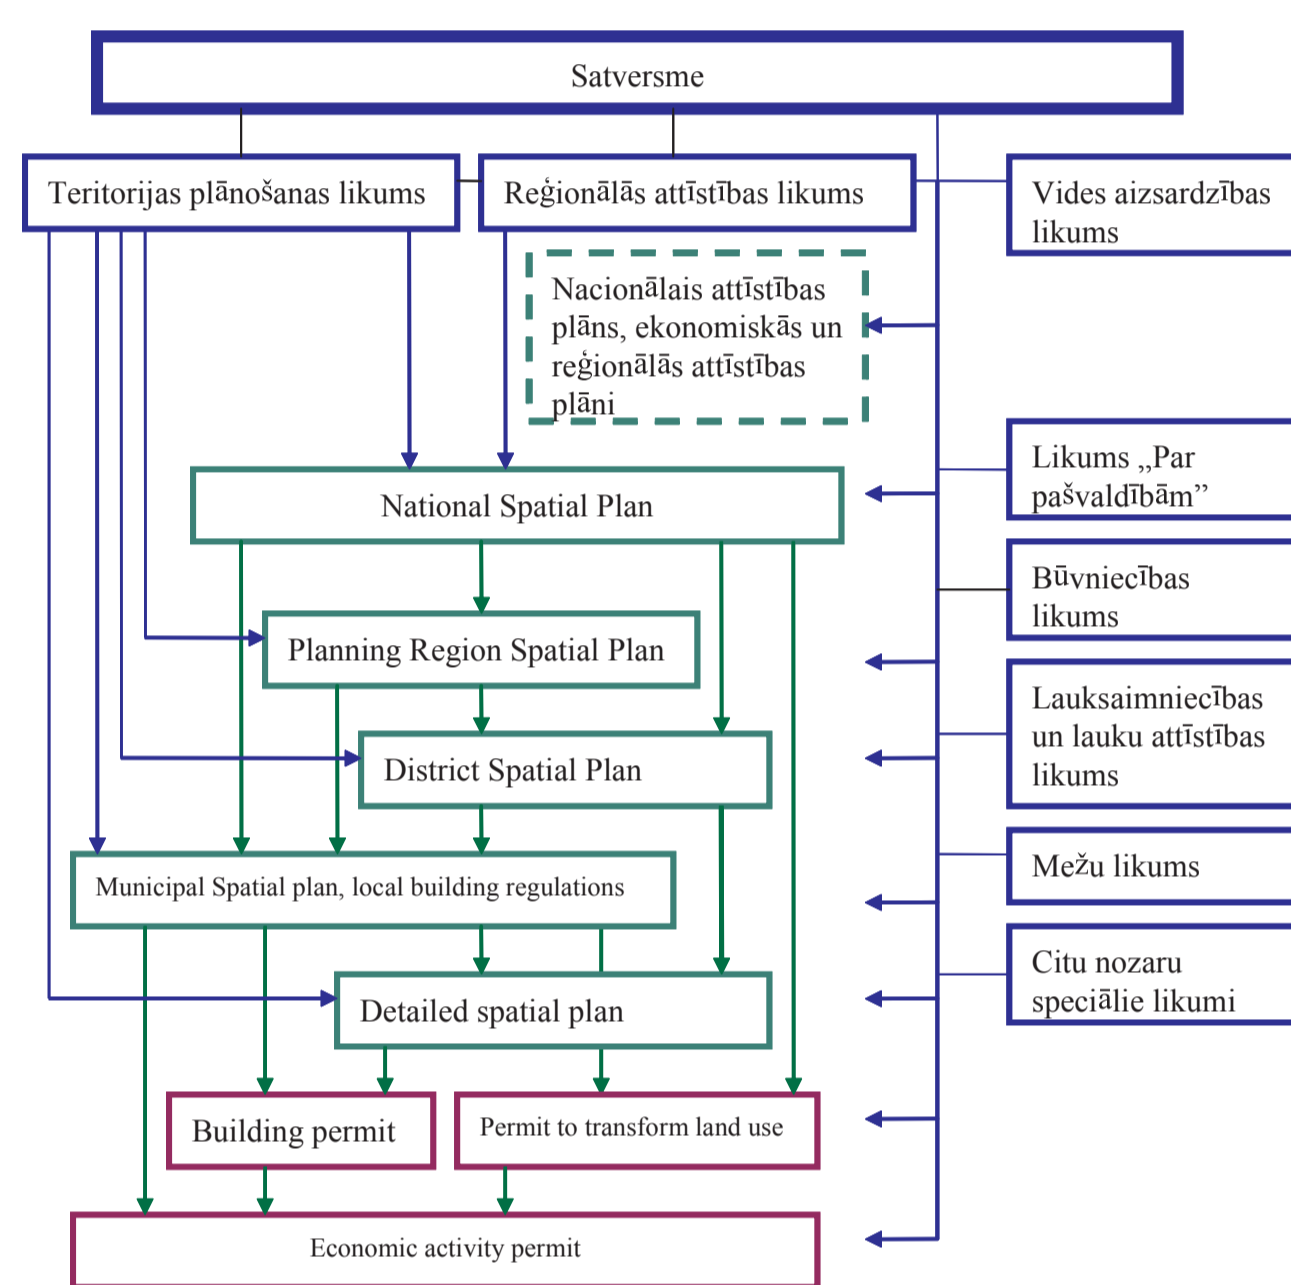 Satversme
Teritorijas plānošanas likums
Reģionālās attīstības likums
Vides aizsardzības
likums
Nacionālais attīstības
plāns, ekonomiskās un
reģionālās attīstības
plāni
Likums „Par
pašvaldībām”
National Spatial Plan
Būvniecības
likums
Planning Region Spatial Plan
Lauksaimniecības
un lauku attīstības
likums
District Spatial Plan
Mežu likums
Municipal Spatial plan, local building regulations
Citu nozaru
speciālie likumi
Detailed spatial plan
Building permit
Permit to transform land use
Economic activity permit